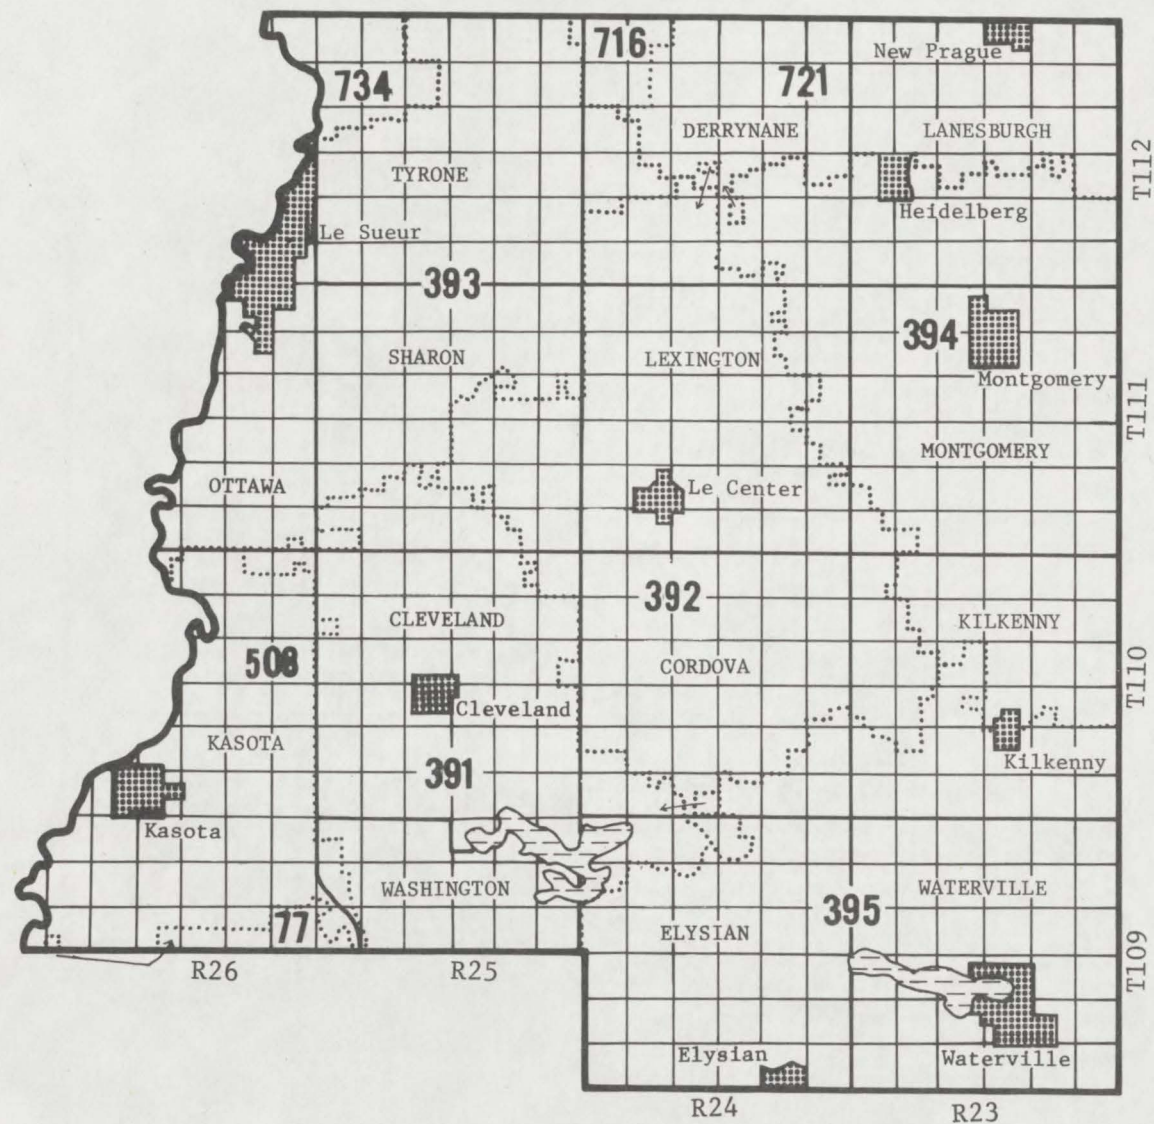 716
New Prague
734
721
DERRYNANE
LANESBURGH
T112
TYRONE
Heidelberg
Le Sueur
393
394
SHARON
LEXINGTON
Montgomery
T111
MONTGOMERY
OTTAWA
Le Center
392
CLEVELAND
KILKENNY
508
CORDOVA
T110
Cleveland
KASOTA
Kilkenny
391
Kasota
WASHINGTON
WATERVILLE
395
77
ELYSIAN
T109
R26
R25
Elysian
Waterville
R24
R23